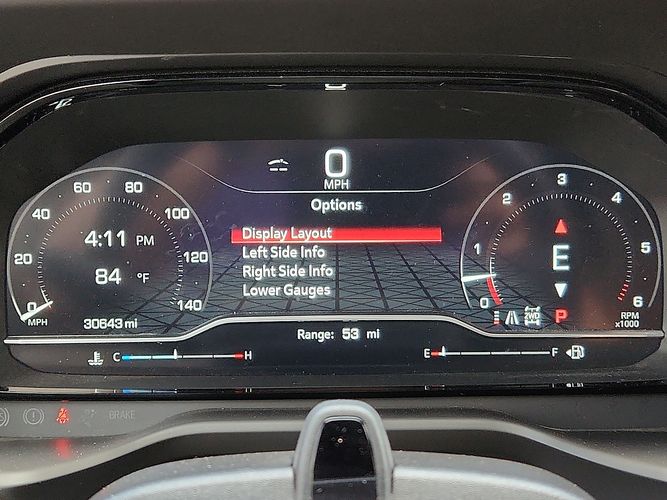 0
MPH
Options
Display Layout
Left Side Info
Right Side Info
Lower Gauges
0
20
40
60
80
100
120
140
MPH
4:11 PM
84 °F
30643 mi
0
1
2
3
4
5
6
RPM
x1000
E
2WD
P
Range: 53 mi
C H
E F
BRAKE